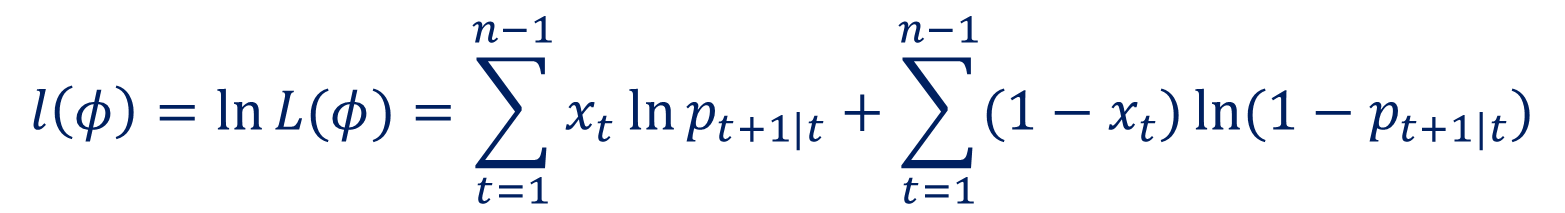 l(ϕ) = ln L(ϕ) = ∑_{t=1}^{n−1} x_t ln p_{t+1|t} + ∑_{t=1}^{n−1} (1 − x_t) ln(1 − p_{t+1|t})